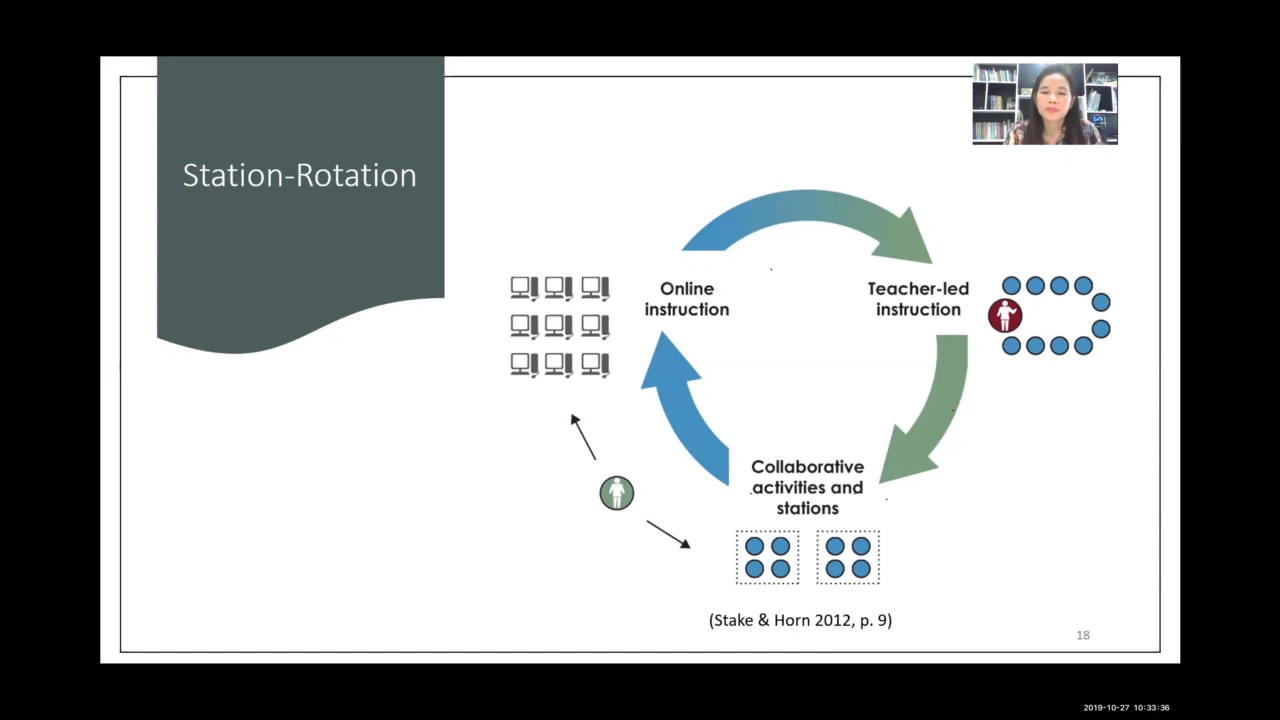 Station-Rotation
Online
instruction
Teacher-led
instruction
Collaborative
activities and
stations
(Stake & Horn 2012, p. 9)
18
2019-10-27 10:33:36